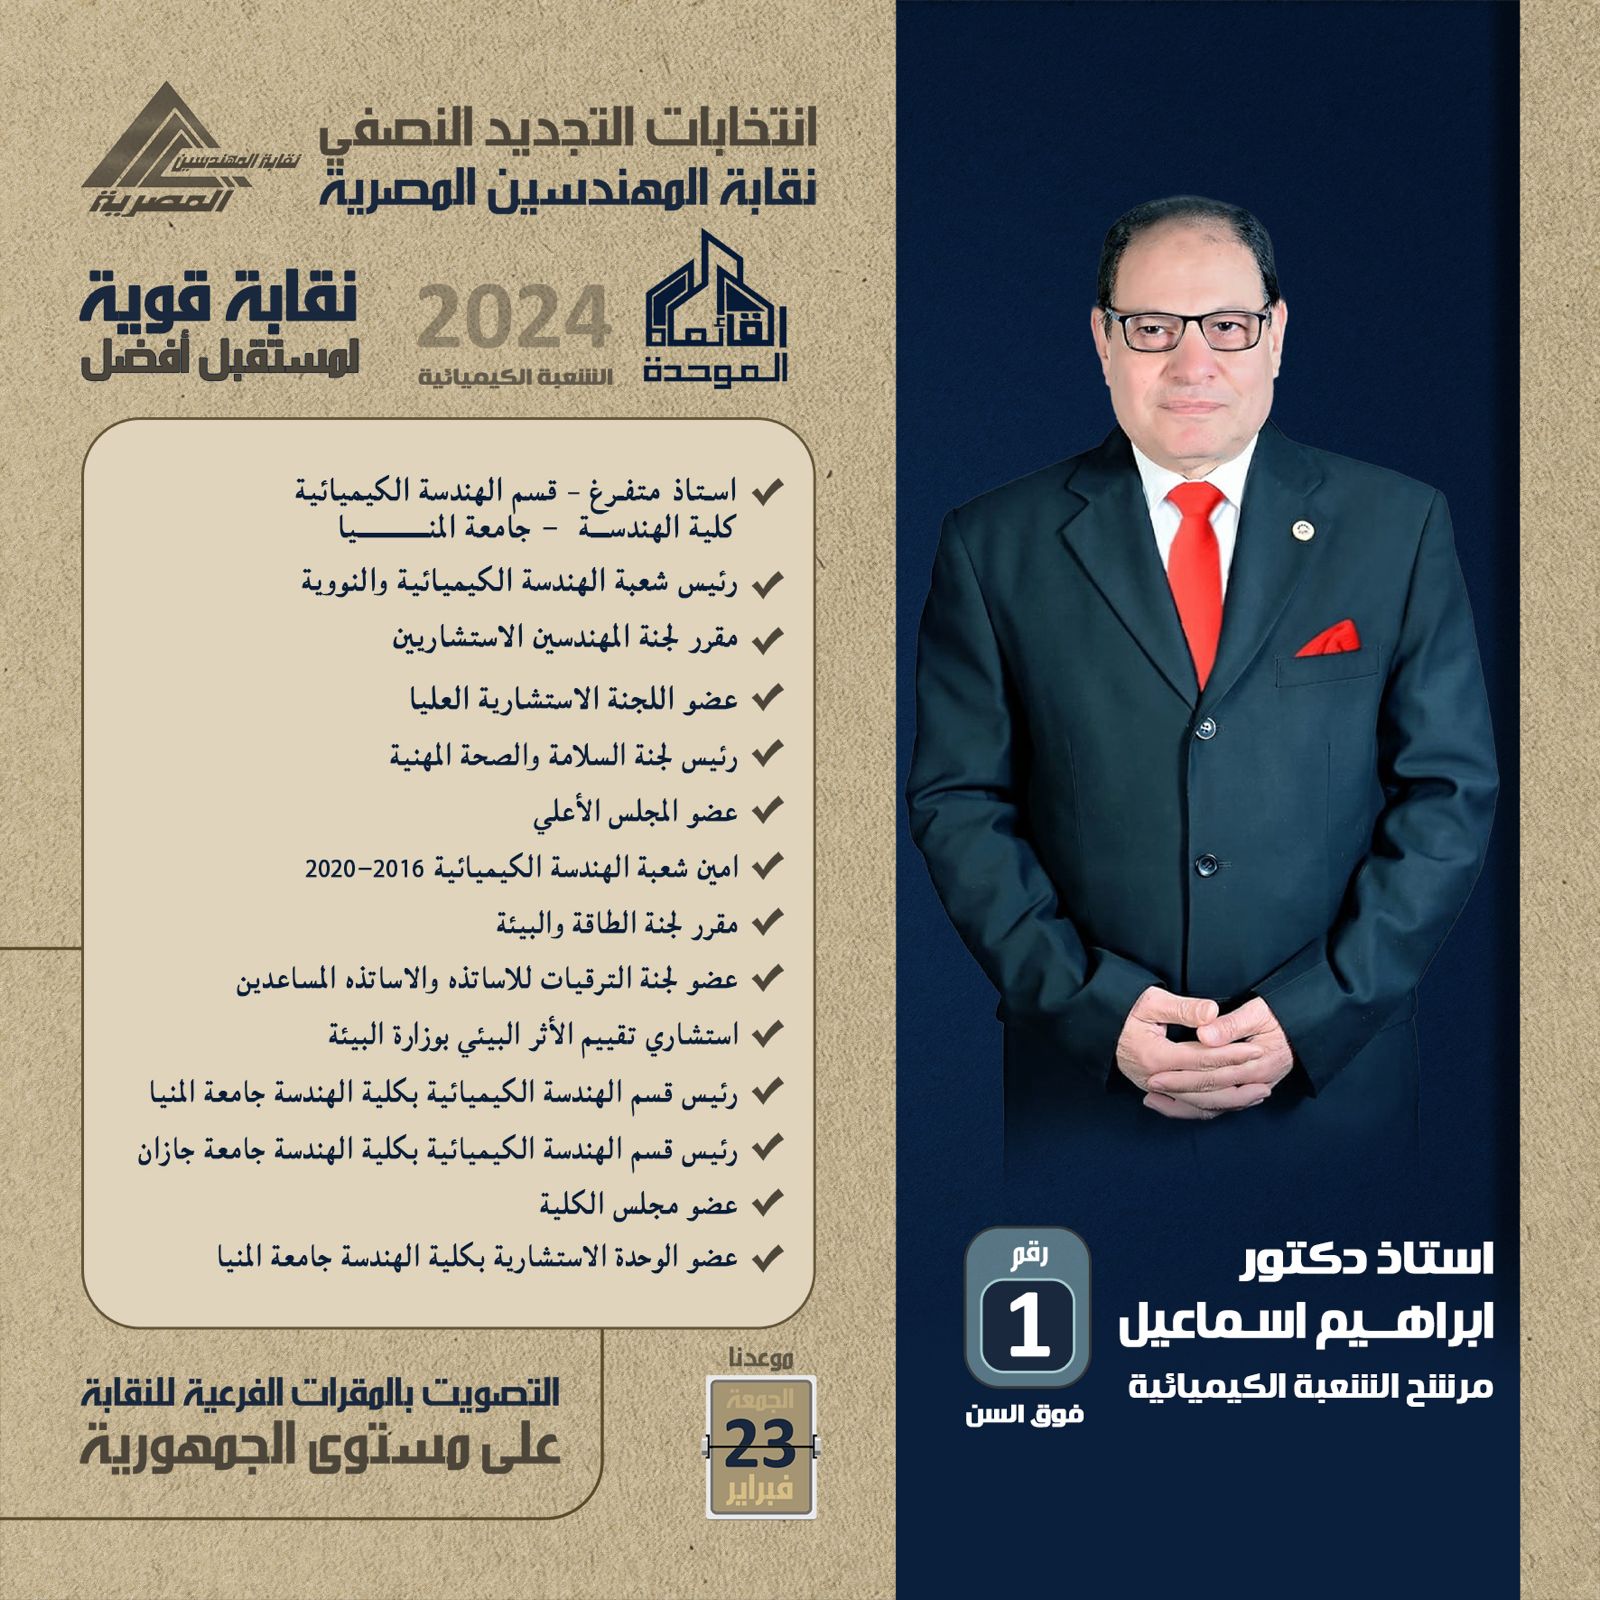 انتخابات التجديد النصفي
نقابة المهندسين المصرية
نقابة المهندسين
المصرية
القائمة
الموحدة
2024
الشعبة الكيميائية
نقابة قوية
لمستقبل أفضل
استاذ متفرغ - قسم الهندسة الكيميائية
كلية الهندســة - جامعة المنــــــيا
رئيس شعبة الهندسة الكيميائية والنووية
مقرر لجنة المهندسين الاستشاريين
عضو اللجنة الاستشارية العليا
رئيس لجنة السلامة والصحة المهنية
عضو المجلس الأعلي
امين شعبة الهندسة الكيميائية 2016-2020
مقرر لجنة الطاقة والبيئة
عضو لجنة الترقيات للاساتذه والاساتذه المساعدين
استشاري تقييم الأثر البيئي بوزارة البيئة
رئيس قسم الهندسة الكيميائية بكلية الهندسة جامعة المنيا
رئيس قسم الهندسة الكيميائية بكلية الهندسة جامعة جازان
عضو مجلس الكلية
عضو الوحدة الاستشارية بكلية الهندسة جامعة المنيا
موعدنا
الجمعة
23
فبراير
التصويت بالمقرات الفرعية للنقابة
على مستوى الجمهورية
استاذ دكتور
ابراهــيم اسـماعيل
مرشح الشعبة الكيميائية
رقم
1
فوق السن